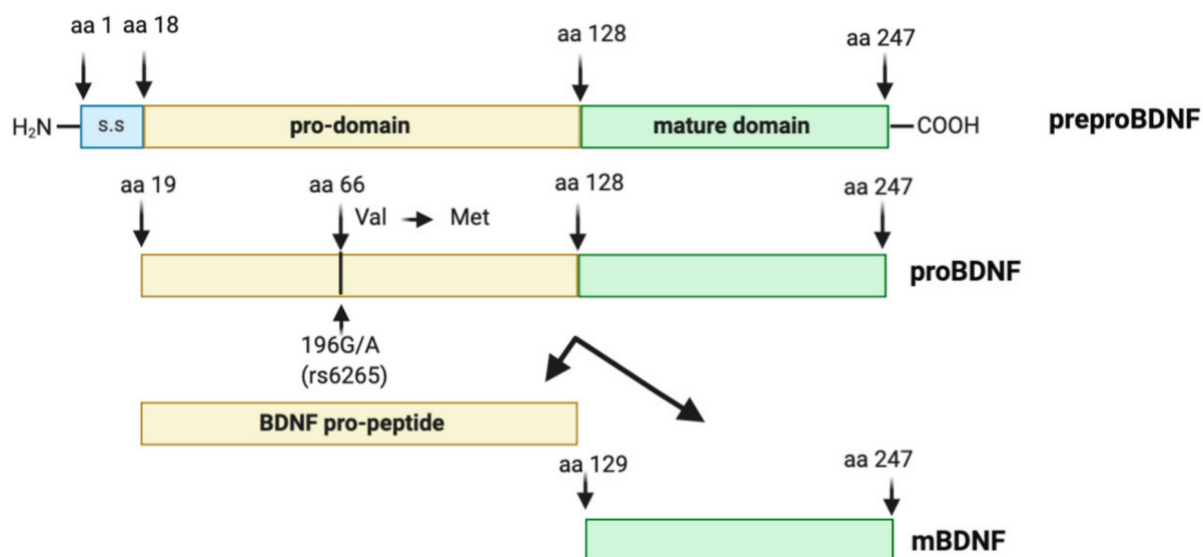 aa 1 aa 18 aa 128 aa 247
H₂N s.s pro-domain mature domain COOH preproBDNF
aa 19 aa 66 aa 128 aa 247
Val Met
proBDNF
196G/A
(rs6265)
BDNF pro-peptide
aa 129 aa 247
mBDNF